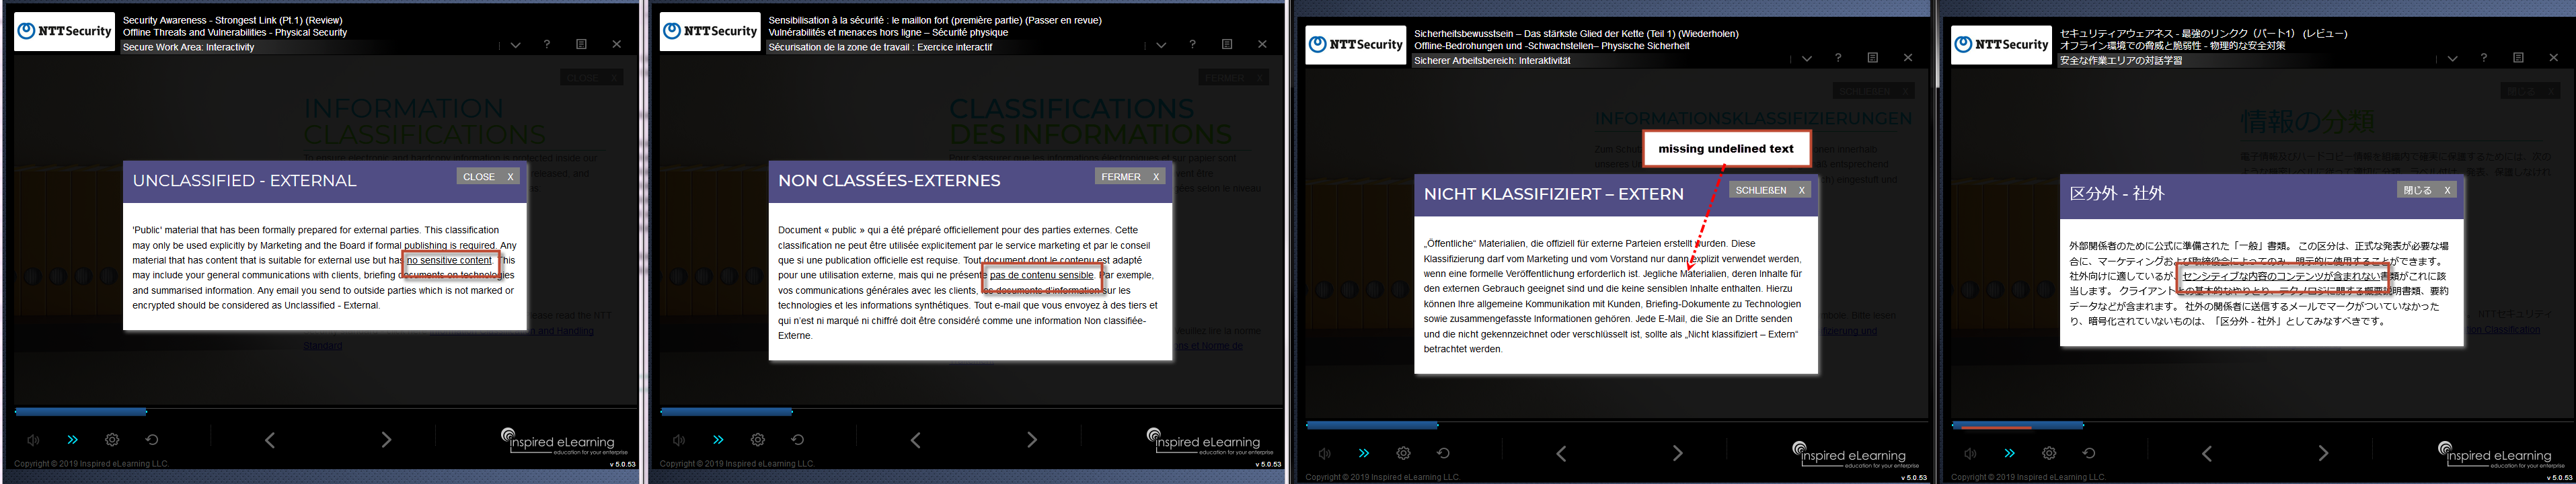 NTTSecurity
Security Awareness - Strongest Link (Pt.1) (Review)
Offline Threats and Vulnerabilities - Physical Security
Secure Work Area: Interactivity
?
CLOSE X
INFORMATION
CLASSIFICATIONS
UNCLASSIFIED - EXTERNAL
CLOSE X
'Public' material that has been formally prepared for external parties. This classification
may only be used explicitly by Marketing and the Board if formal publishing is required. Any
material that has content that is suitable for external use but has no sensitive content. This
may include your general communications with clients, briefing documents on technologies
and summarised information. Any email you send to outside parties which is not marked or
encrypted should be considered as Unclassified - External.
Standard
inspired eLearning
education for your enterprise
Copyright © 2019 Inspired eLearning LLC.
v 5.0.53
NTTSecurity
Sensibilisation à la sécurité : le maillon fort (première partie) (Passer en revue)
Vulnérabilités et menaces hors ligne – Sécurité physique
Sécurisation de la zone de travail : Exercice interactif
?
FERMER X
CLASSIFICATIONS
DES INFORMATIONS
NON CLASSÉES-EXTERNES
FERMER X
Document « public » qui a été préparé officiellement pour des parties externes. Cette
classification ne peut être utilisée explicitement par le service marketing et par le conseil
que si une publication officielle est requise. Tout document dont le contenu est adapté
pour une utilisation externe, mais qui ne présente pas de contenu sensible. Par exemple,
vos communications générales avec les clients, les documents d'information sur les
technologies et les informations synthétiques. Tout e-mail que vous envoyez à des tiers et
qui n'est ni marqué ni chiffré doit être considéré comme une information Non classifiée-
Externe.
inspired eLearning
education for your enterprise
Copyright © 2019 Inspired eLearning LLC.
v 5.0.53
NTTSecurity
Sicherheitsbewusstsein – Das stärkste Glied der Kette (Teil 1) (Wiederholen)
Offline-Bedrohungen und -Schwachstellen– Physische Sicherheit
Sicherer Arbeitsbereich: Interaktivität
?
SCHLIEßEN X
INFORMATIONSKLASSIFIZIERUNGEN
missing undelined text
NICHT KLASSIFIZIERT – EXTERN
SCHLIEßEN X
„Öffentliche“ Materialien, die offiziell für externe Parteien erstellt wurden. Diese
Klassifizierung darf vom Marketing und vom Vorstand nur dann explizit verwendet werden,
wenn eine formelle Veröffentlichung erforderlich ist. Jegliche Materialien, deren Inhalte für
den externen Gebrauch geeignet sind und die keine sensiblen Inhalte enthalten. Hierzu
können Ihre allgemeine Kommunikation mit Kunden, Briefing-Dokumente zu Technologien
sowie zusammengefasste Informationen gehören. Jede E-Mail, die Sie an Dritte senden
und die nicht gekennzeichnet oder verschlüsselt ist, sollte als „Nicht klassifiziert – Extern“
betrachtet werden.
inspired eLearning
education for your enterprise
Copyright © 2019 Inspired eLearning LLC.
v 5.0.53
NTTSecurity
セキュリティアウェアネス - 最強のリンクク（パート1） (レビュー)
オフライン環境での脅威と脆弱性 - 物理的な安全対策
安全な作業エリアの対話学習
?
閉じる X
情報の分類
区分外 - 社外
閉じる X
外部関係者のために公式に準備された「一般」書類。 この区分は、正式な発表が必要な場
合に、マーケティングおよび取締役会によってのみ、明示的に使用することができます。
社外向けに適しているが、センシティブな内容のコンテンツが含まれない書類がこれに該
当します。 クライアントとの基本的なやりとり、テクノロジに関する概要説明書類、要約
データなどが含まれます。 社外の関係者に送信するメールでマークがついていなかった
り、暗号化されていないものは、「区分外 - 社外」としてみなすべきです。
inspired eLearning
education for your enterprise
Copyright © 2019 Inspired eLearning LLC.
v 5.0.53